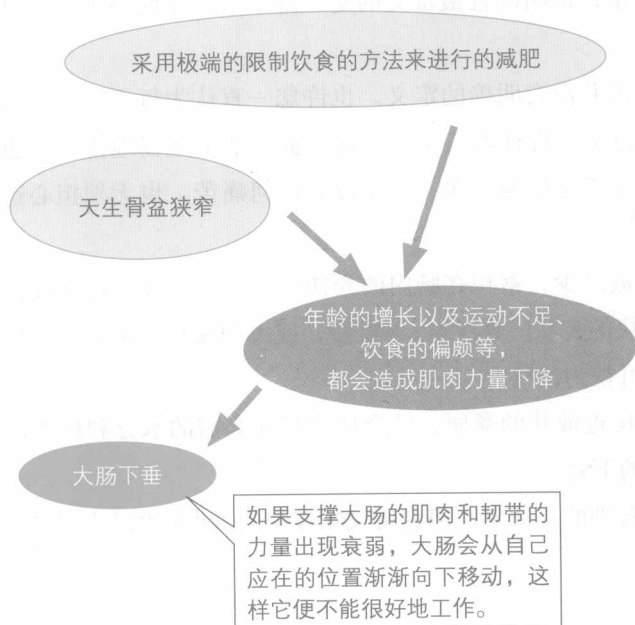 采用极端的限制饮食的方法来进行的减肥
天生骨盆狭窄
年龄的增长以及运动不足、
饮食的偏颇等，
都会造成肌肉力量下降
大肠下垂
如果支撑大肠的肌肉和韧带的
力量出现衰弱，大肠会从自己
应在的位置渐渐向下移动，这
样它便不能很好地工作。